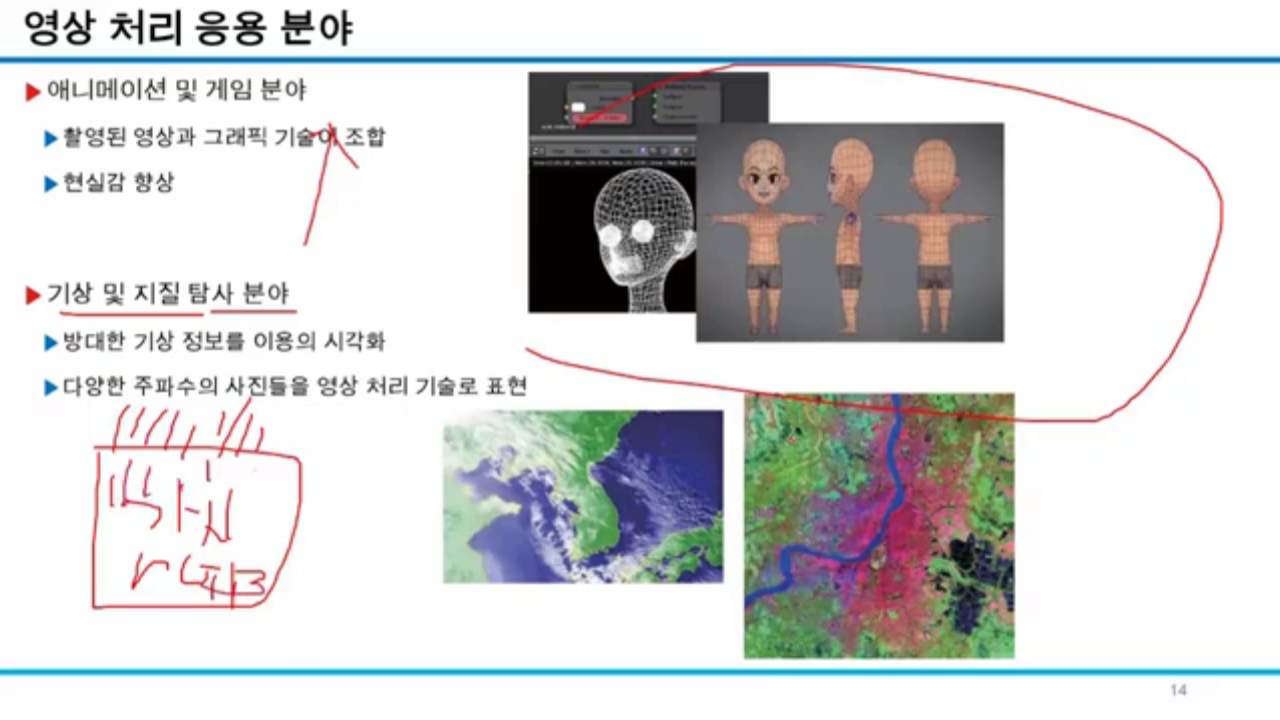 영상 처리 응용 분야
▶애니메이션 및 게임 분야
▶촬영된 영상과 그래픽 기술의 조합
▶현실감 향상
▶기상 및 지질 탐사 분야
▶방대한 기상 정보를 이용의 시각화
▶다양한 주파수의 사진들을 영상 처리 기술로 표현
14